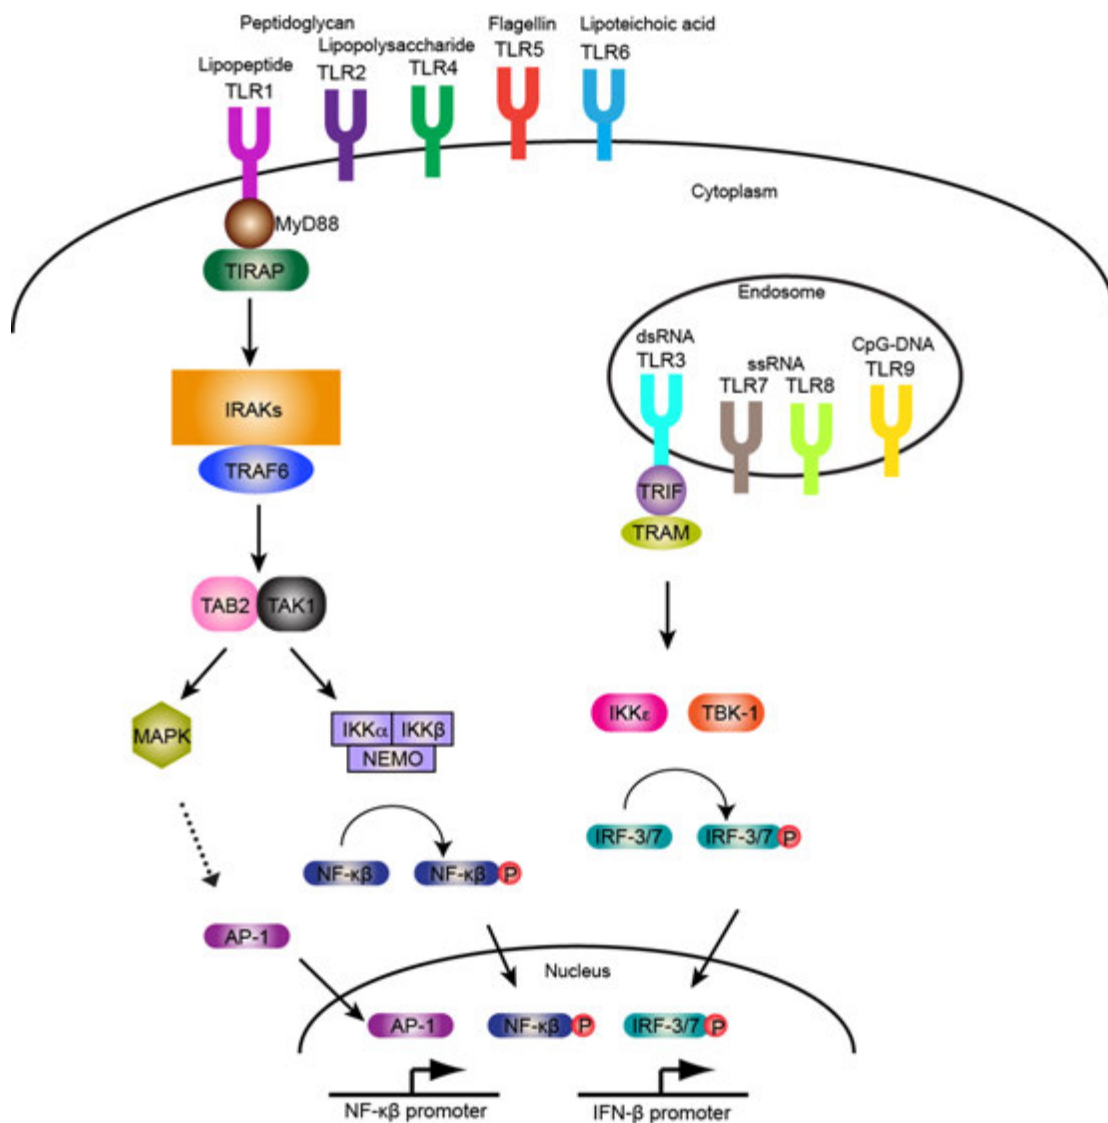 Peptidoglycan
Flagellin
Lipoteichoic acid
Lipopolysaccharide
TLR5
TLR6
Lipopeptide
TLR2
TLR4
TLR1
Cytoplasm
MyD88
TIRAP
Endosome
dsRNA
CpG-DNA
TLR3
ssRNA
TLR9
TLR7
TLR8
IRAKs
TRAF6
TRIF
TRAM
TAB2
TAK1
IKKε
TBK-1
MAPK
IKKα
IKKβ
NEMO
IRF-3/7
IRF-3/7
P
NF-κβ
NF-κβ
P
AP-1
Nucleus
AP-1
NF-κβ
P
IRF-3/7
P
NF-κβ promoter
IFN-β promoter